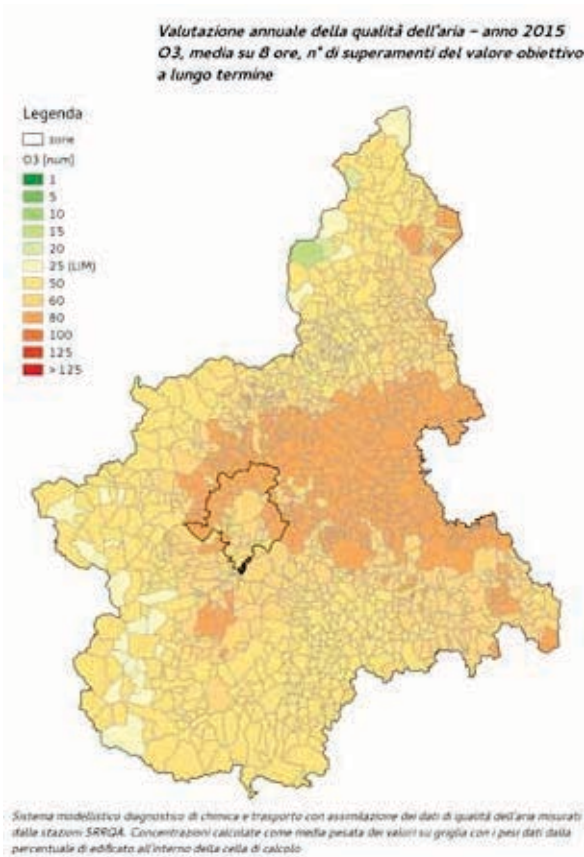 Valutazione annuale della qualità dell'aria – anno 2015
O3, media su 8 ore, n° di superamenti del valore obiettivo
a lungo termine
Legenda
zone
O3 [num]
1
5
10
15
20
25 (LIM)
50
60
80
100
125
>125
Sistema modellistico diagnostico di chimica e trasporto con assimilazione dei dati di qualità dell'aria misurati
dalle stazioni SRRQA. Concentrazioni calcolate come media pesata dei valori su griglia con i pesi dati dalla
percentuale di edificato all'interno della cella di calcolo